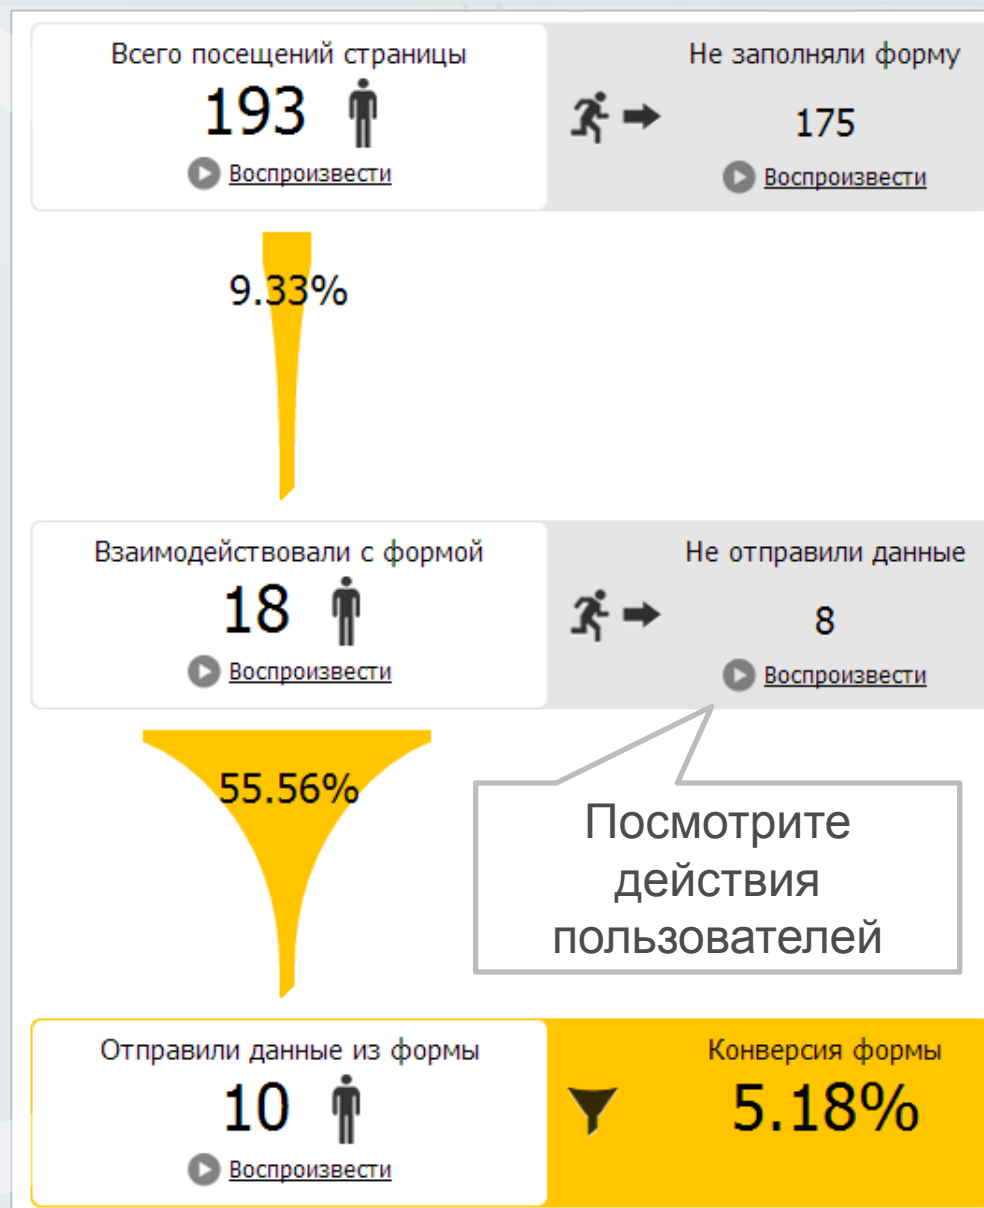 Всего посещений страницы
193
Воспроизвести
Не заполняли форму
175
Воспроизвести
9.33%
Взаимодействовали с формой
18
Воспроизвести
Не отправили данные
8
Воспроизвести
55.56%
Посмотрите
действия
пользователей
Отправили данные из формы
10
Воспроизвести
Конверсия формы
5.18%